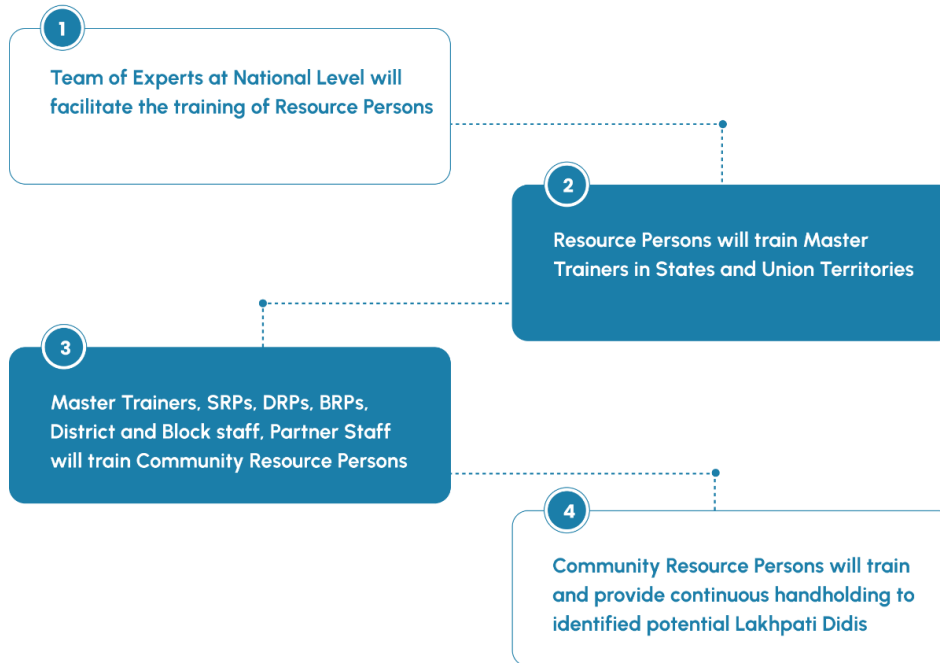 1
Team of Experts at National Level will
facilitate the training of Resource Persons
2
Resource Persons will train Master
Trainers in States and Union Territories
3
Master Trainers, SRPs, DRPs, BRPs,
District and Block staff, Partner Staff
will train Community Resource Persons
4
Community Resource Persons will train
and provide continuous handholding to
identified potential Lakhpati Didis